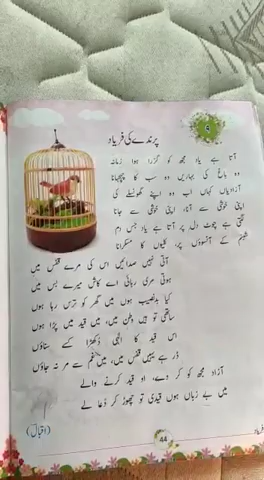 پرندے کی فریاد
آتا ہے یاد مجھ کو گزرا ہوا زمانہ
وہ باغ کی بہاریں وہ سب کا چہچہانا
آزادیاں کہاں اب وہ اپنے گھونسلے کی
اپنی خوشی سے آنا، اپنی خوشی سے جانا
لگتی ہے چوٹ دل پر آتا ہے یاد جس دم
شبنم کے آنسوؤں پر، کلیوں کا مسکرانا
آتی نہیں صدائیں اس کی مرے قفس میں
ہوتی مری رہائی اے کاش میرے بس میں
کیا بدنصیب ہوں میں گھر کو ترس رہا ہوں
ساتھی تو ہیں وطن میں، میں قید میں پڑا ہوں
اس قید کا الٰہی دکھڑا کسے سناؤں
ڈر ہے یہیں قفس میں، میں غم سے مر نہ جاؤں
آزاد مجھ کو کر دے، او قید کرنے والے
میں بے زباں ہوں قیدی تو چھوڑ کر دعا لے
(اقبال)
44